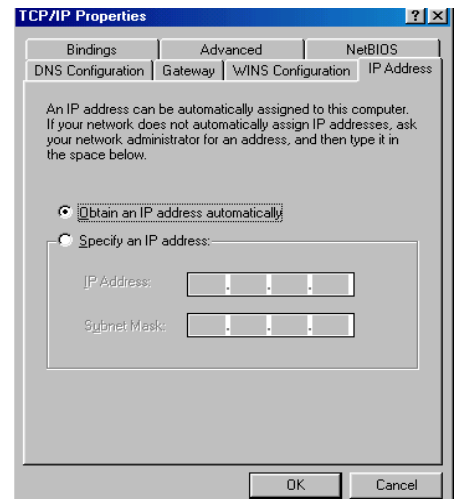 TCP/IP Properties
? ×
Bindings Advanced NetBIOS
DNS Configuration Gateway WINS Configuration IP Address
An IP address can be automatically assigned to this computer.
If your network does not automatically assign IP addresses, ask
your network administrator for an address, and then type it in
the space below.
Obtain an IP address automatically
Specify an IP address:
IP Address:
. . .
Subnet Mask:
. . .
OK Cancel